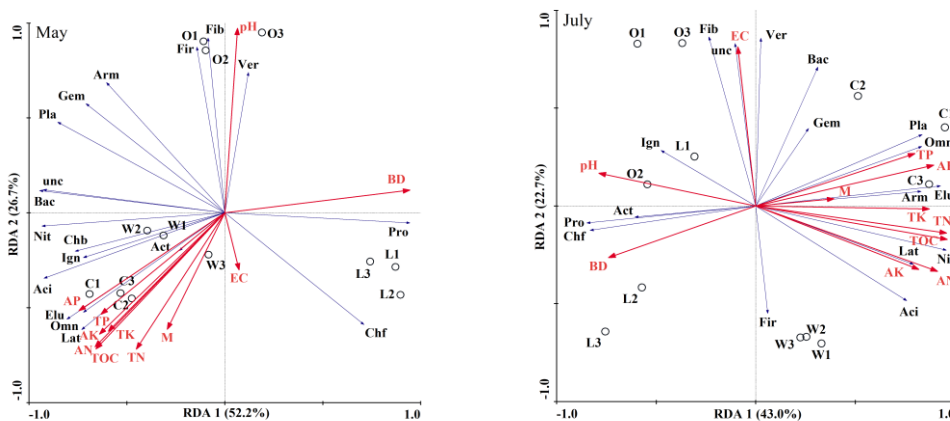 May
1.0
RDA 2 (26.7%)
-1.0
-1.0
RDA 1 (52.2%)
1.0
O1
Fib
pH
O3
Fir
O2
Ver
Arm
Gem
Pla
unc
BD
Bac
Nit
W2
W1
Pro
Chb
Act
Ign
W3
L1
L3
EC
Aci
C1
C3
L2
AP
C2
Elu
TP
Omn
AK
TK
M
Lat
Chf
AN
TOC
TN
July
1.0
RDA 2 (22.7%)
-1.0
-1.0
RDA 1 (43.0%)
1.0
O1
O3
Fib
EC
Ver
unc
Bac
C2
Gem
Pla
Omn
Ign
L1
TP
pH
O2
C3
M
Arm
Elu
Act
Pro
TK
TN
Chf
TOC
BD
Lat
AK
L2
Aci
Fir
L3
W3
W2
W1